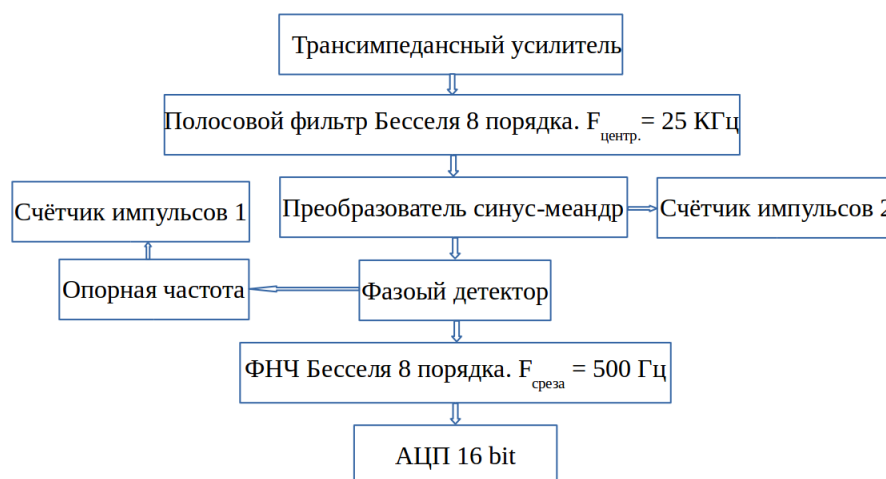 Трансимпедансный усилитель
Полосовой фильтр Бесселя 8 порядка. Fцентр.= 25 КГц
Счётчик импульсов 1
Преобразователь синус-меандр
Счётчик импульсов 2
Опорная частота
Фазоый детектор
ФНЧ Бесселя 8 порядка. Fсреза = 500 Гц
АЦП 16 bit